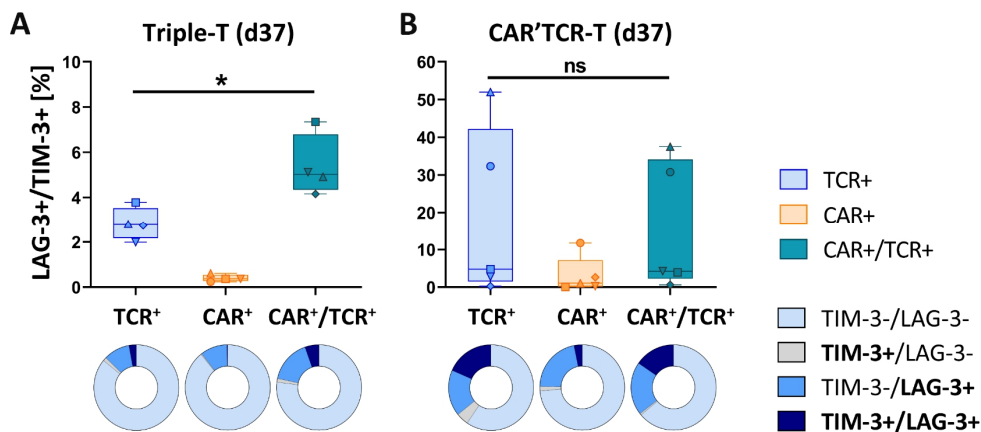 A
Triple-T (d37)
LAG-3+/TIM-3+ [%]
10
8
6
4
2
0
*
TCR⁺
CAR⁺
CAR⁺/TCR⁺
B
CAR'TCR-T (d37)
60
50
40
30
20
10
0
ns
TCR⁺
CAR⁺
CAR⁺/TCR⁺
TCR+
CAR+
CAR+/TCR+
TIM-3-/LAG-3-
TIM-3+/LAG-3-
TIM-3-/LAG-3+
TIM-3+/LAG-3+